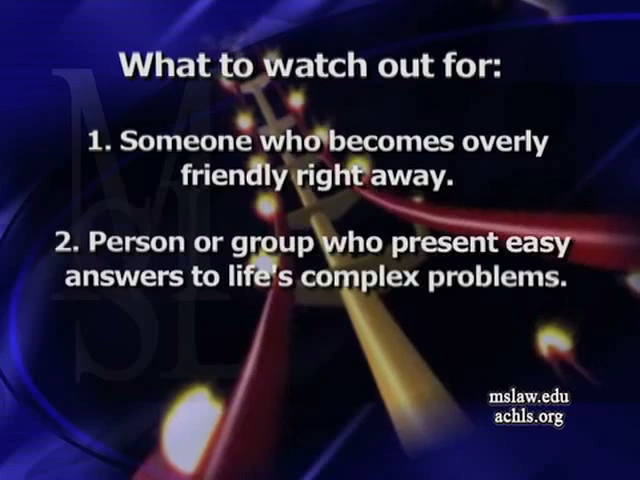 What to watch out for:
1. Someone who becomes overly
friendly right away.
2. Person or group who present easy
answers to life's complex problems.
MSL
mslaw.edu
achls.org